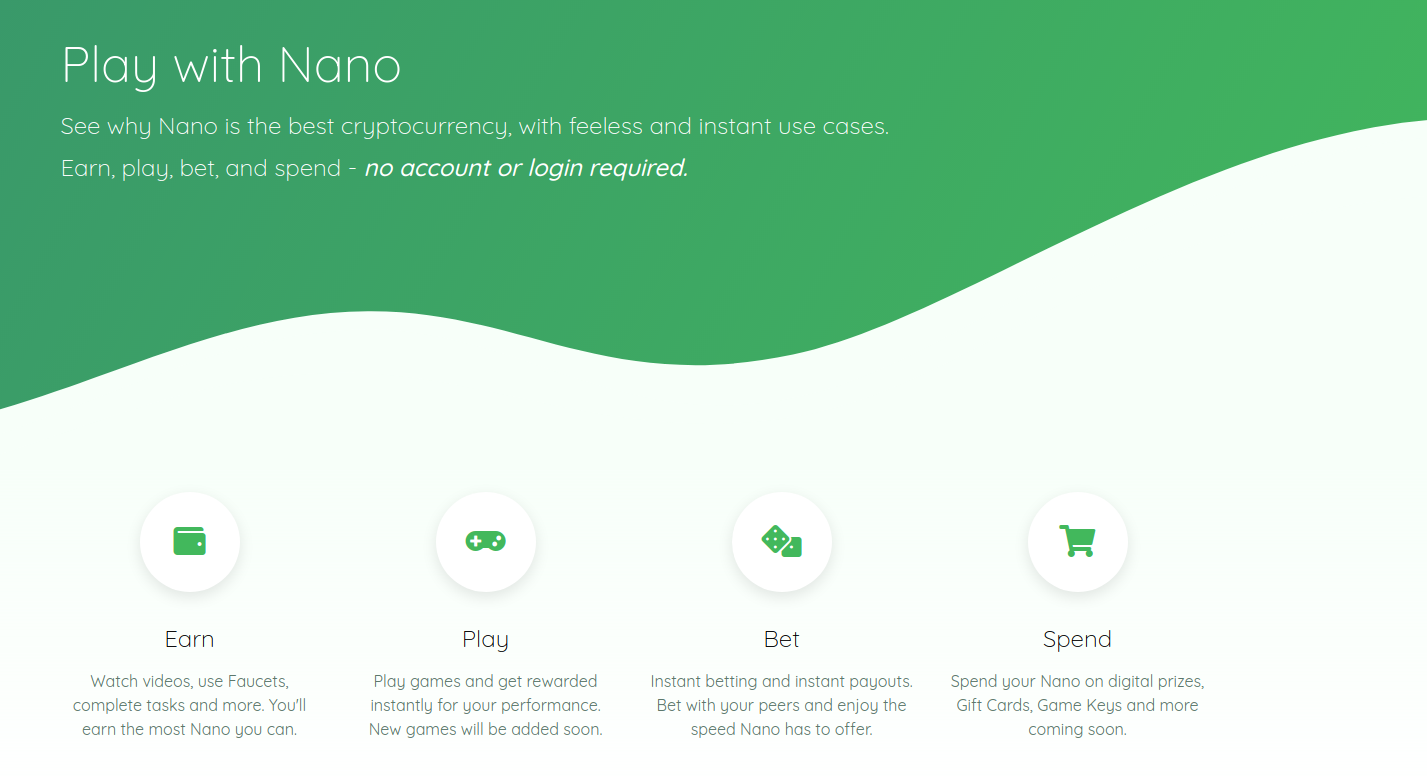 Play with Nano
See why Nano is the best cryptocurrency, with feeless and instant use cases.
Earn, play, bet, and spend - no account or login required.
Earn
Watch videos, use Faucets,
complete tasks and more. You'll
earn the most Nano you can.
Play
Play games and get rewarded
instantly for your performance.
New games will be added soon.
Bet
Instant betting and instant payouts.
Bet with your peers and enjoy the
speed Nano has to offer.
Spend
Spend your Nano on digital prizes,
Gift Cards, Game Keys and more
coming soon.